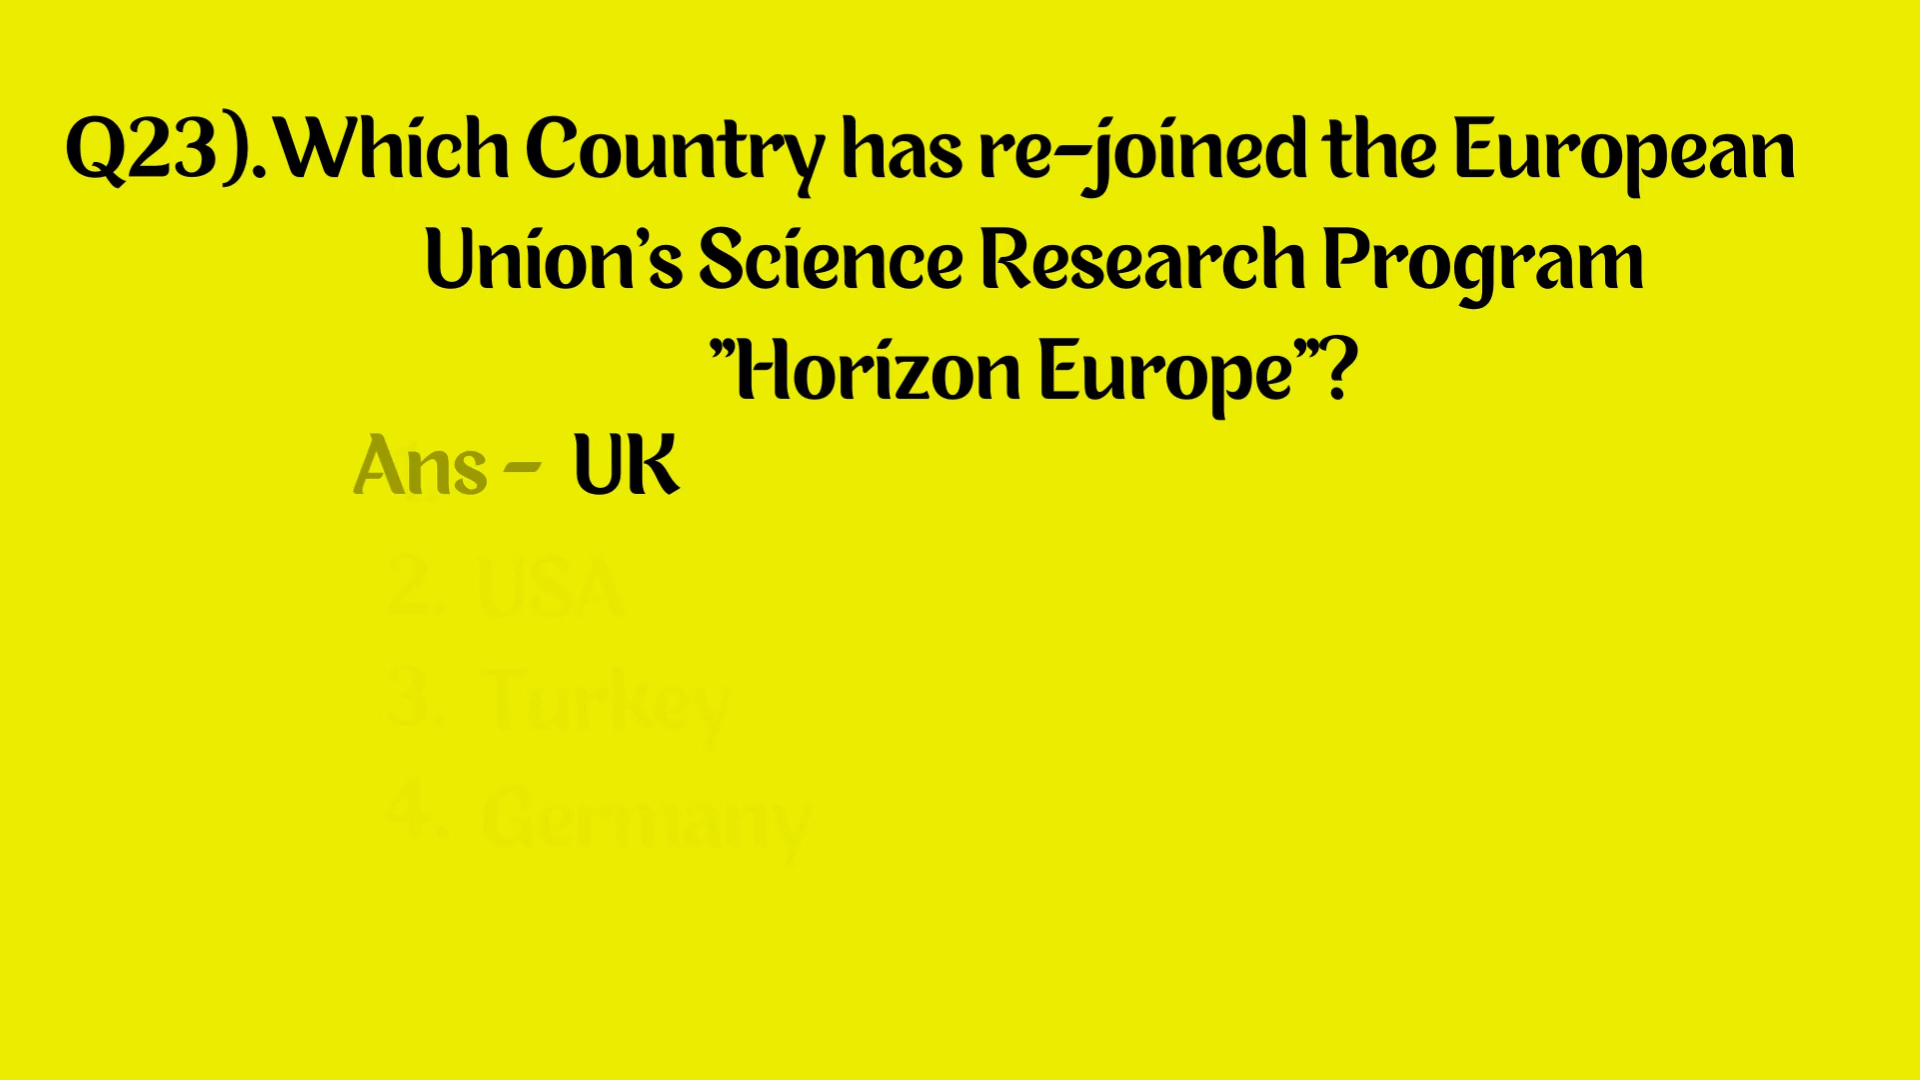 Q23). Which Country has re-joined the European
Union’s Science Research Program
”Horizon Europe”?
Ans - UK
2. USA
3. Turkey
4. Germany